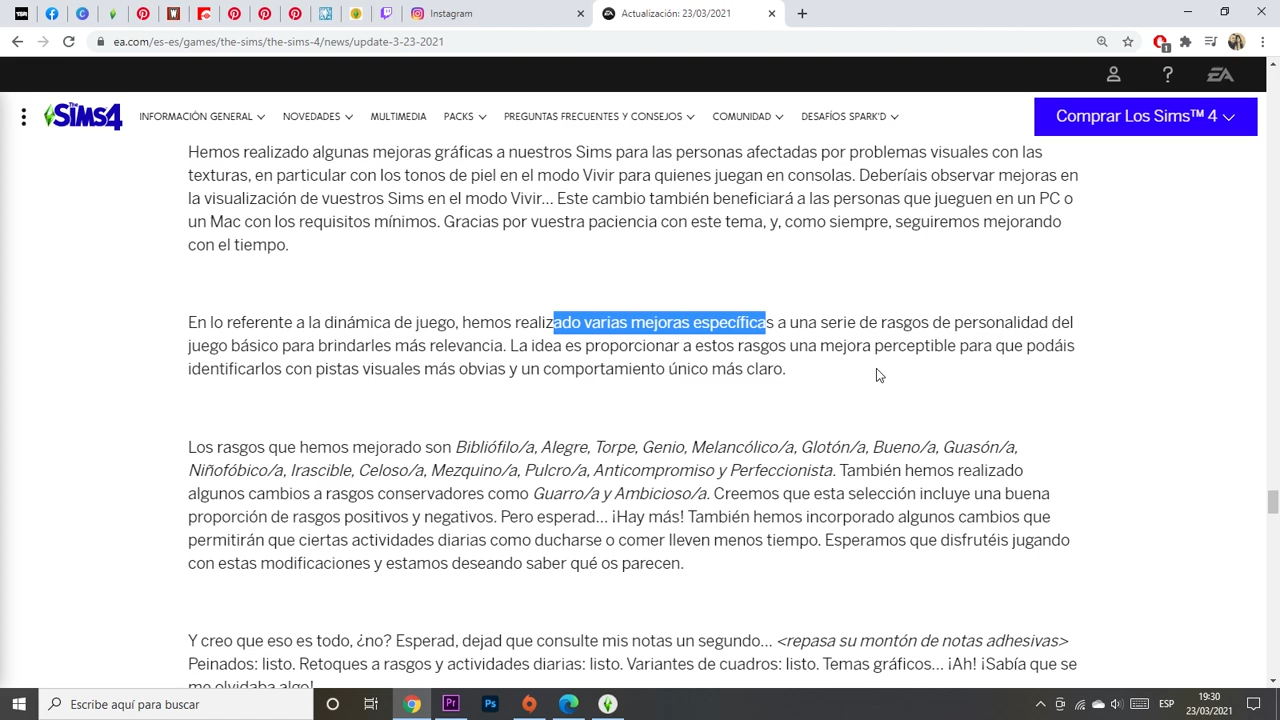 Instagram
Actualización: 23/03/2021
ea.com/es-es/games/the-sims/the-sims-4/news/update-3-23-2021
The SiMS4
INFORMACIÓN GENERAL
NOVEDADES
MULTIMEDIA
PACKS
PREGUNTAS FRECUENTES Y CONSEJOS
COMUNIDAD
DESAFÍOS SPARK'D
Comprar Los Sims™ 4
Hemos realizado algunas mejoras gráficas a nuestros Sims para las personas afectadas por problemas visuales con las
texturas, en particular con los tonos de piel en el modo Vivir para quienes juegan en consolas. Deberíais observar mejoras en
la visualización de vuestros Sims en el modo Vivir... Este cambio también beneficiará a las personas que jueguen en un PC o
un Mac con los requisitos mínimos. Gracias por vuestra paciencia con este tema, y, como siempre, seguiremos mejorando
con el tiempo.
En lo referente a la dinámica de juego, hemos realizado varias mejoras específicas a una serie de rasgos de personalidad del
juego básico para brindarles más relevancia. La idea es proporcionar a estos rasgos una mejora perceptible para que podáis
identificarlos con pistas visuales más obvias y un comportamiento único más claro.
Los rasgos que hemos mejorado son Bibliófilo/a, Alegre, Torpe, Genio, Melancólico/a, Glotón/a, Bueno/a, Guasón/a,
Niñofóbico/a, Irascible, Celoso/a, Mezquino/a, Pulcro/a, Anticompromiso y Perfeccionista. También hemos realizado
algunos cambios a rasgos conservadores como Guarro/a y Ambicioso/a. Creemos que esta selección incluye una buena
proporción de rasgos positivos y negativos. Pero esperad... ¡Hay más! También hemos incorporado algunos cambios que
permitirán que ciertas actividades diarias como ducharse o comer lleven menos tiempo. Esperamos que disfrutéis jugando
con estas modificaciones y estamos deseando saber qué os parecen.
Y creo que eso es todo, ¿no? Esperad, dejad que consulte mis notas un segundo... <repasa su montón de notas adhesivas>
Peinados: listo. Retoques a rasgos y actividades diarias: listo. Variantes de cuadros: listo. Temas gráficos... ¡Ah! ¡Sabía que se
me olvidaba algo!
Escribe aquí para buscar
ESP
19:30
23/03/2021